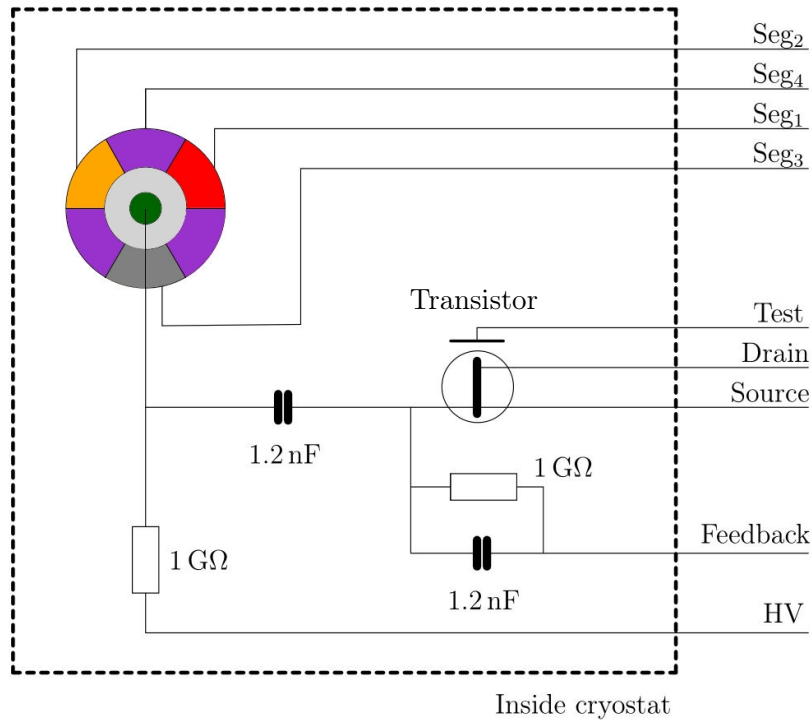 Seg₂
Seg₄
Seg₁
Seg₃
Transistor
Test
Drain
Source
1.2 nF
1 GΩ
Feedback
1 GΩ
1.2 nF
HV
Inside cryostat